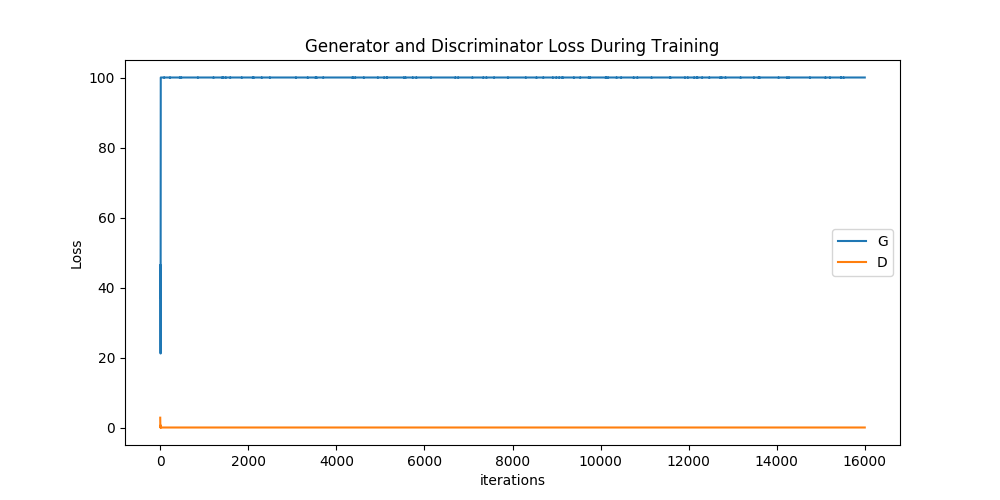 Generator and Discriminator Loss During Training
100
80
60
40
20
0
Loss
G
D
0 2000 4000 6000 8000 10000 12000 14000 16000
iterations